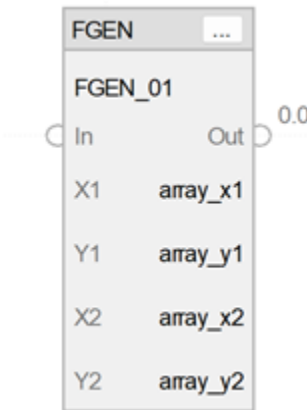 FGEN ...
FGEN_01
0.0
In Out
X1 array_x1
Y1 array_y1
X2 array_x2
Y2 array_y2